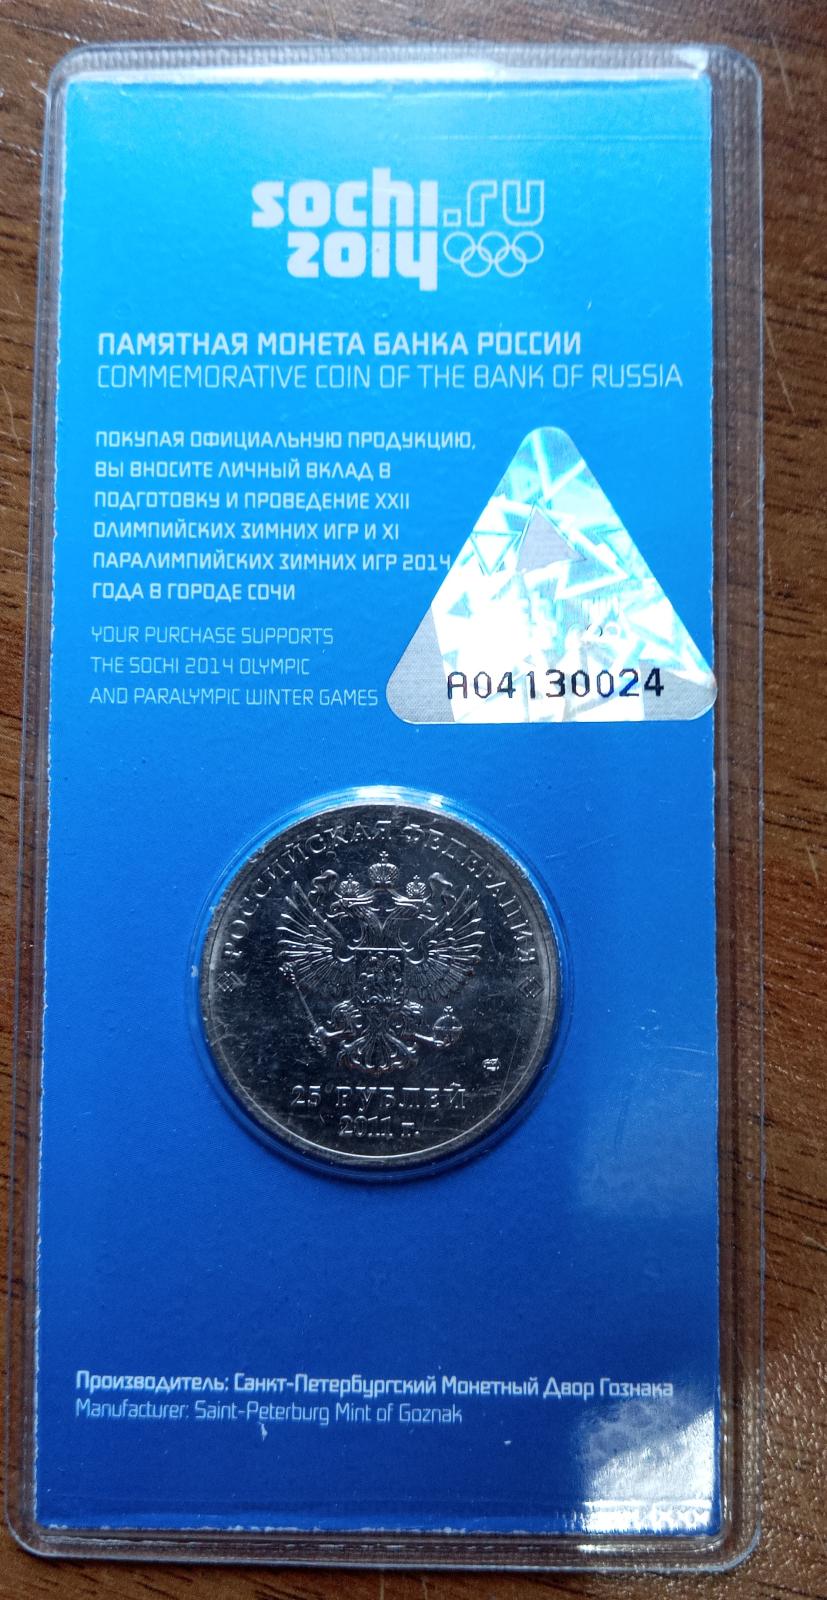 sochi.ru
2014
ПАМЯТНАЯ МОНЕТА БАНКА РОССИИ
COMMEMORATIVE COIN OF THE BANK OF RUSSIA
ПОКУПАЯ ОФИЦИАЛЬНУЮ ПРОДУКЦИЮ,
ВЫ ВНОСИТЕ ЛИЧНЫЙ ВКЛАД В
ПОДГОТОВКУ И ПРОВЕДЕНИЕ XXII
ОЛИМПИЙСКИХ ЗИМНИХ ИГР И XI
ПАРАЛИМПИЙСКИХ ЗИМНИХ ИГР 2014
ГОДА В ГОРОДЕ СОЧИ
YOUR PURCHASE SUPPORTS
THE SOCHI 2014 OLYMPIC
AND PARALYMPIC WINTER GAMES
A04130024
РОССИЙСКАЯ ФЕДЕРАЦИЯ
25 РУБЛЕЙ
2011 г.
Производитель: Санкт-Петербургский Монетный Двор Гознака
Manufacturer: Saint-Peterburg Mint of Goznak